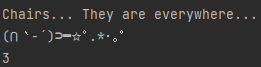 Chairs... They are everywhere...
(∩｀-´)⊃━☆ﾟ.*･｡ﾟ
3